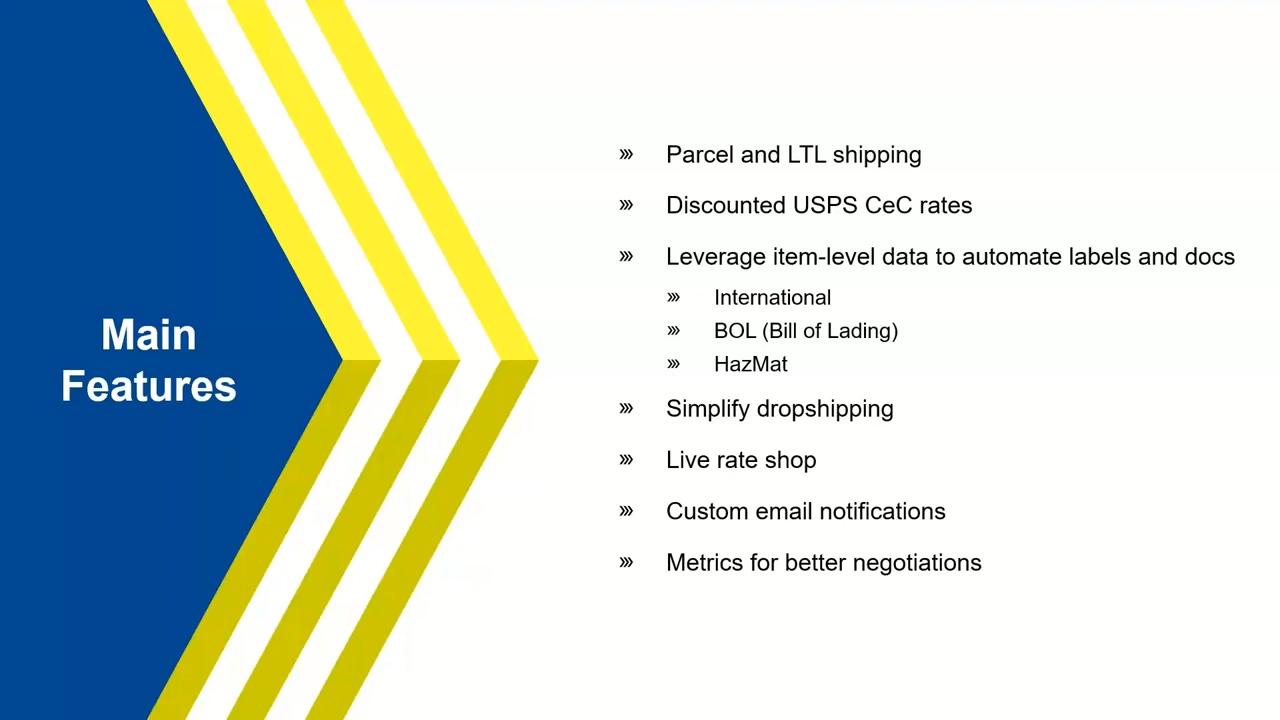 Main
Features
Parcel and LTL shipping
Discounted USPS CeC rates
Leverage item-level data to automate labels and docs
International
BOL (Bill of Lading)
HazMat
Simplify dropshipping
Live rate shop
Custom email notifications
Metrics for better negotiations